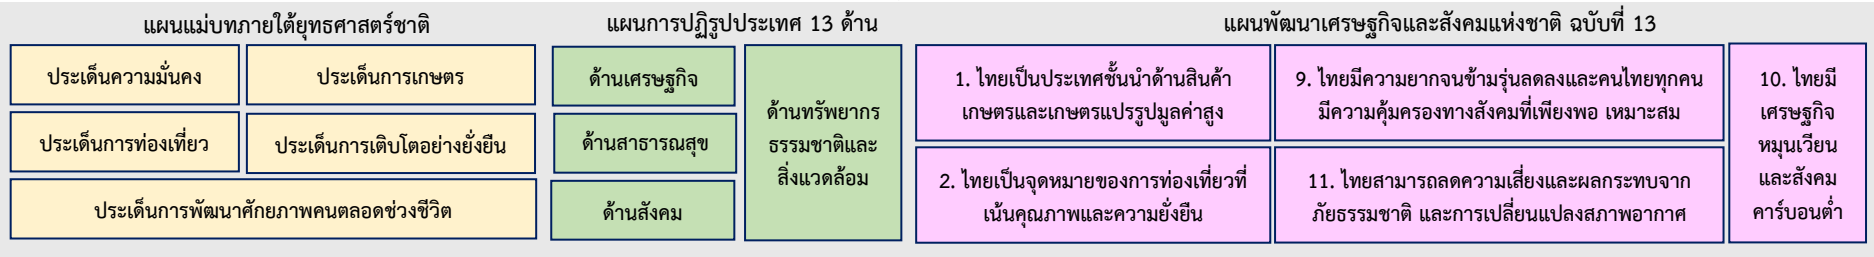 แผนแม่บทภายใต้ยุทธศาสตร์ชาติ
ประเด็นความมั่นคง
ประเด็นการเกษตร
ประเด็นการท่องเที่ยว
ประเด็นการเติบโตอย่างยั่งยืน
ประเด็นการพัฒนาศักยภาพคนตลอดช่วงชีวิต
แผนการปฏิรูปประเทศ 13 ด้าน
ด้านเศรษฐกิจ
ด้านสาธารณสุข
ด้านสังคม
ด้านทรัพยากร
ธรรมชาติและ
สิ่งแวดล้อม
แผนพัฒนาเศรษฐกิจและสังคมแห่งชาติ ฉบับที่ 13
1. ไทยเป็นประเทศชั้นนำด้านสินค้า
เกษตรและเกษตรแปรรูปมูลค่าสูง
2. ไทยเป็นจุดหมายของการท่องเที่ยวที่
เน้นคุณภาพและความยั่งยืน
9. ไทยมีความยากจนข้ามรุ่นลดลงและคนไทยทุกคน
มีความคุ้มครองทางสังคมที่เพียงพอ เหมาะสม
11. ไทยสามารถลดความเสี่ยงและผลกระทบจาก
ภัยธรรมชาติ และการเปลี่ยนแปลงสภาพอากาศ
10. ไทยมี
เศรษฐกิจ
หมุนเวียน
และสังคม
คาร์บอนต่ำ